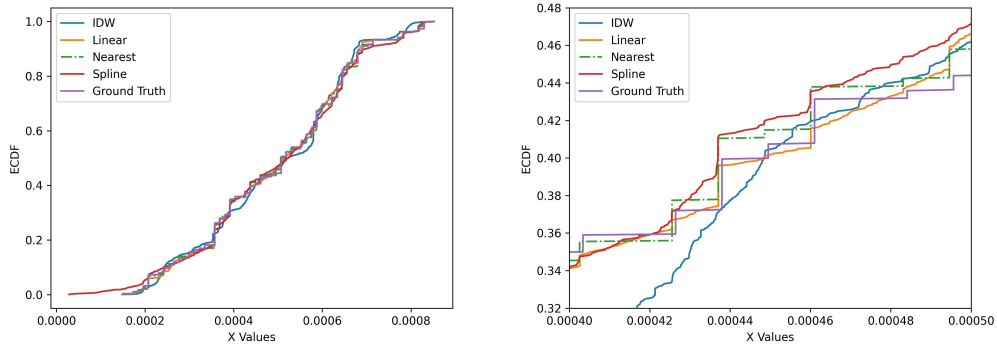 1.0
0.8
0.6
0.4
0.2
0.0
ECDF
IDW
Linear
Nearest
Spline
Ground Truth
0.0000
0.0002
0.0004
0.0006
0.0008
X Values
0.48
0.46
0.44
0.42
0.40
0.38
0.36
0.34
0.32
ECDF
IDW
Linear
Nearest
Spline
Ground Truth
0.00040
0.00042
0.00044
0.00046
0.00048
0.00050
X Values